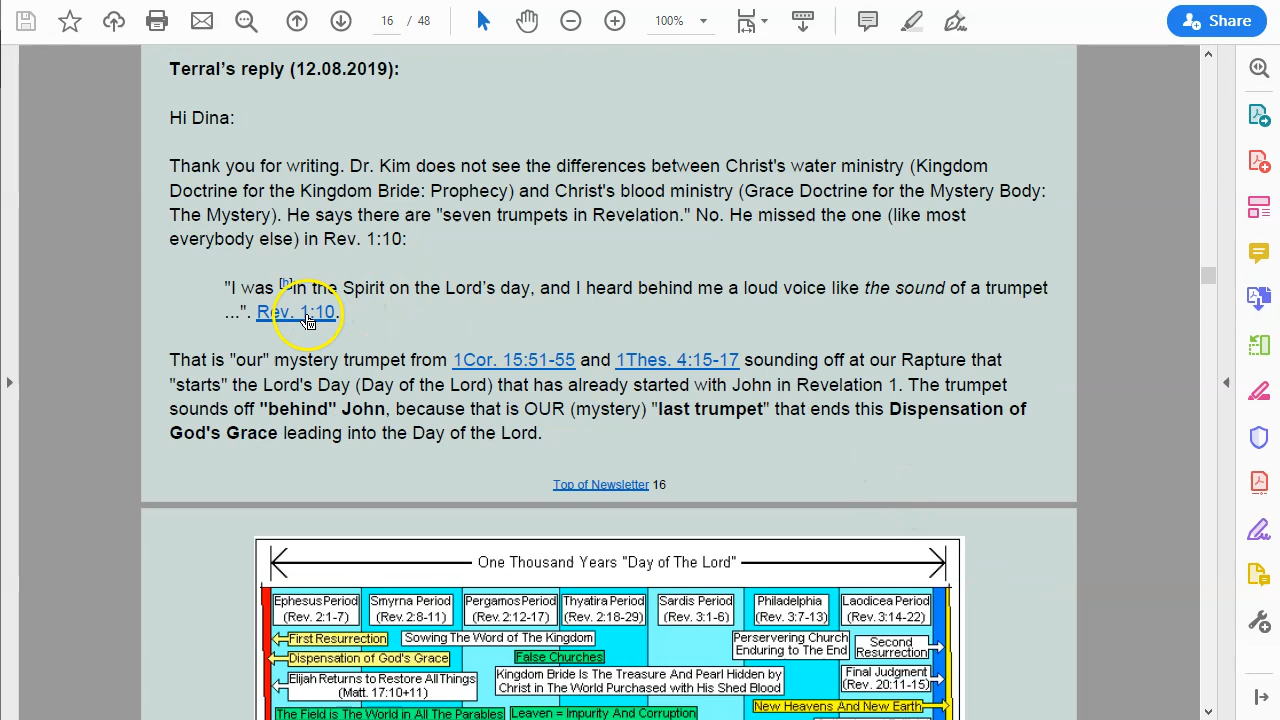 16 / 48
100%
Share
Terral's reply (12.08.2019):
Hi Dina:
Thank you for writing. Dr. Kim does not see the differences between Christ's water ministry (Kingdom
Doctrine for the Kingdom Bride: Prophecy) and Christ's blood ministry (Grace Doctrine for the Mystery Body:
The Mystery). He says there are "seven trumpets in Revelation." No. He missed the one (like most
everybody else) in Rev. 1:10:
"I was [h]in the Spirit on the Lord's day, and I heard behind me a loud voice like the sound of a trumpet
...". Rev. 1:10.
That is "our" mystery trumpet from 1Cor. 15:51-55 and 1Thes. 4:15-17 sounding off at our Rapture that
"starts" the Lord's Day (Day of the Lord) that has already started with John in Revelation 1. The trumpet
sounds off "behind" John, because that is OUR (mystery) "last trumpet" that ends this Dispensation of
God's Grace leading into the Day of the Lord.
Top of Newsletter 16
One Thousand Years "Day of The Lord"
Ephesus Period
(Rev. 2:1-7)
Smyrna Period
(Rev. 2:8-11)
Pergamos Period
(Rev. 2:12-17)
Thyatira Period
(Rev. 2:18-29)
Sardis Period
(Rev. 3:1-6)
Philadelphia
(Rev. 3:7-13)
Laodicea Period
(Rev. 3:14-22)
First Resurrection
Sowing The Word of The Kingdom
Perservering Church
Enduring to The End
Second
Resurrection
Dispensation of God's Grace
False Churches
Elijah Returns to Restore All Things
(Matt. 17:10+11)
Kingdom Bride Is The Treasure And Pearl Hidden by
Christ in The World Purchased with His Shed Blood
Final Judgment
(Rev. 20:11-15)
New Heavens And New Earth
The Field is The World in All The Parables
Leaven = Impurity And Corruption